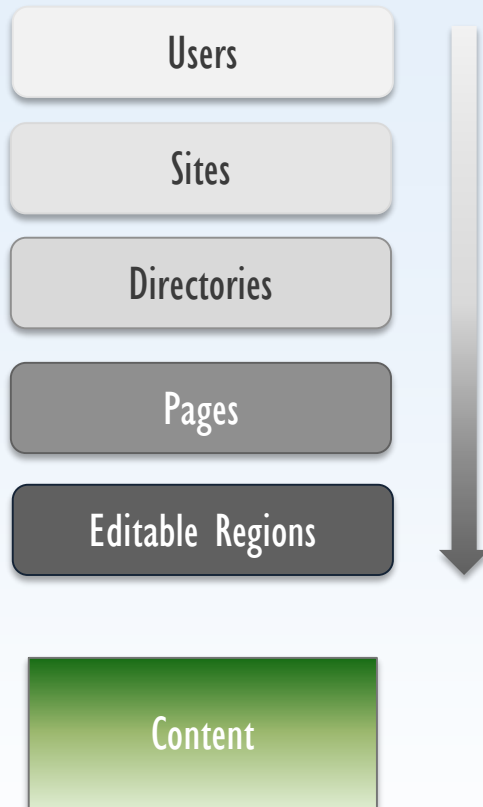 Users
Sites
Directories
Pages
Editable Regions
Content